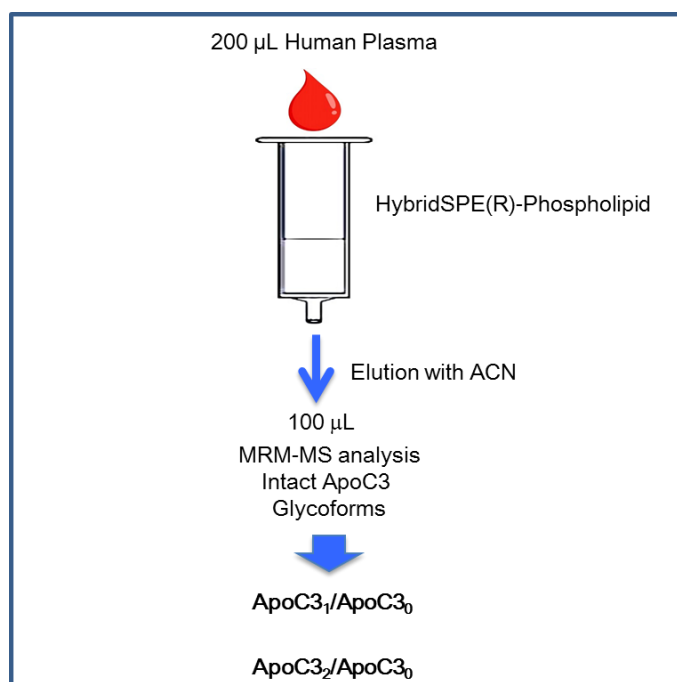 200 µL Human Plasma
HybridSPE(R)-Phospholipid
Elution with ACN
100 µL
MRM-MS analysis
Intact ApoC3
Glycoforms
ApoC3₁/ApoC3₀
ApoC3₂/ApoC3₀